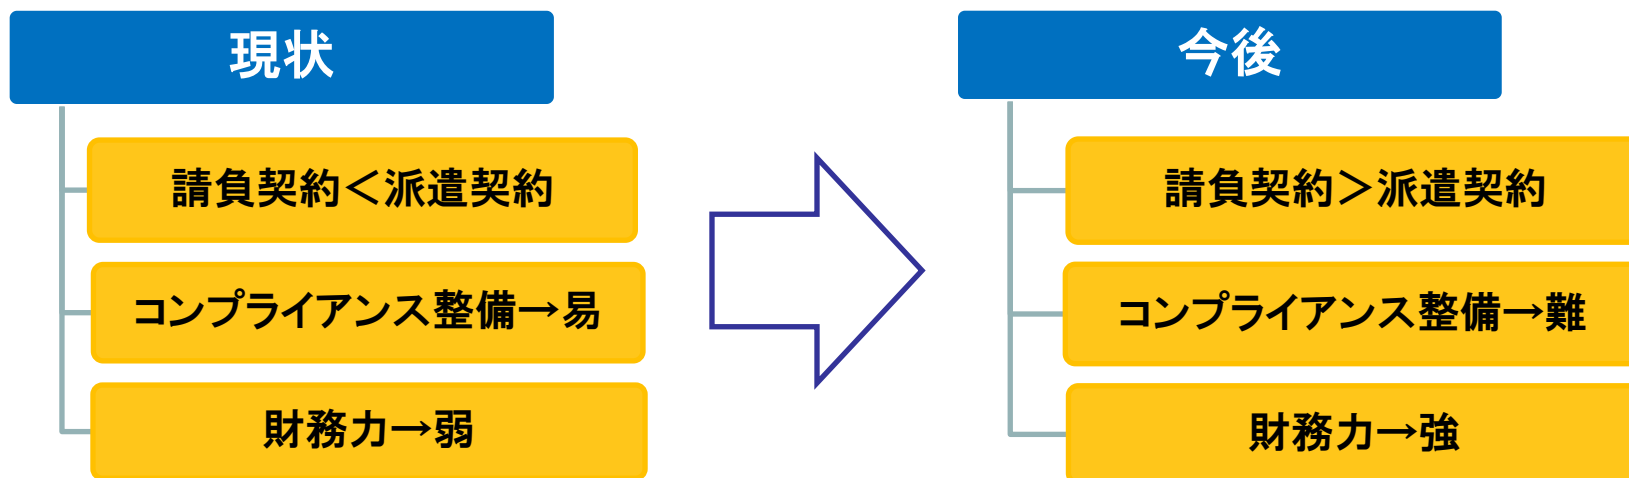 現状
請負契約＜派遣契約
コンプライアンス整備→易
財務力→弱
今後
請負契約＞派遣契約
コンプライアンス整備→難
財務力→強